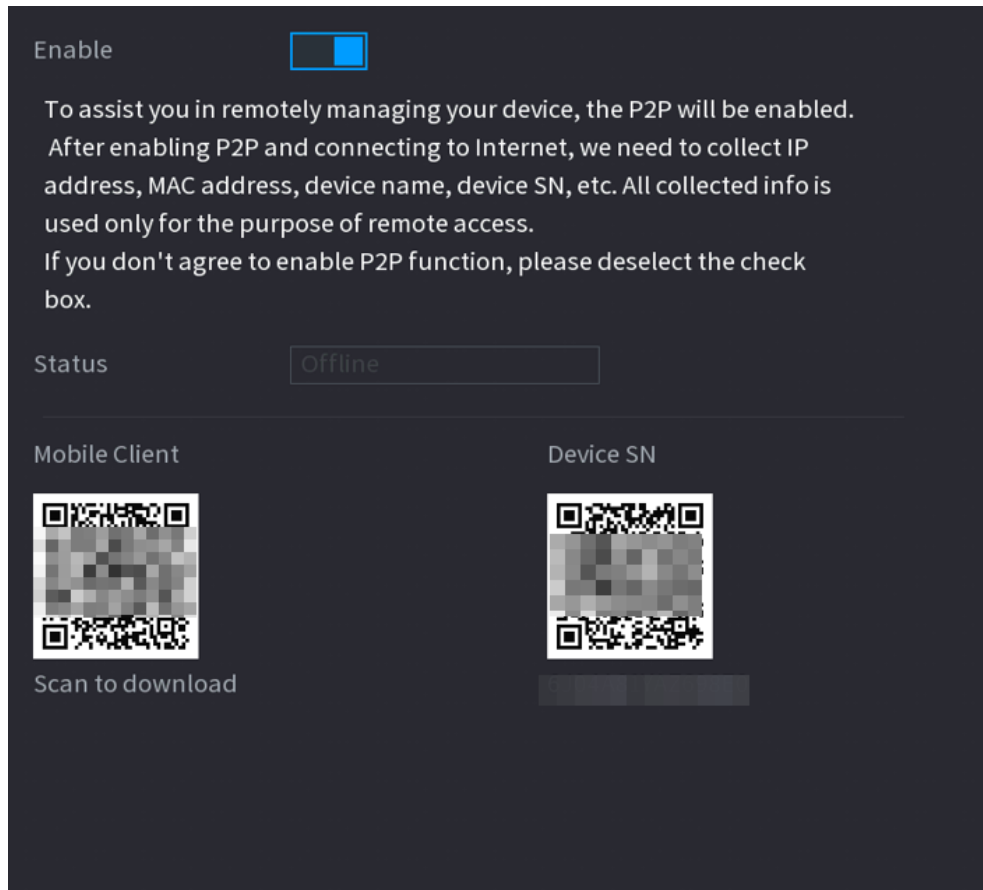 Enable
To assist you in remotely managing your device, the P2P will be enabled.
After enabling P2P and connecting to Internet, we need to collect IP
address, MAC address, device name, device SN, etc. All collected info is
used only for the purpose of remote access.
If you don't agree to enable P2P function, please deselect the check
box.
Status Offline
Mobile Client Device SN
Scan to download